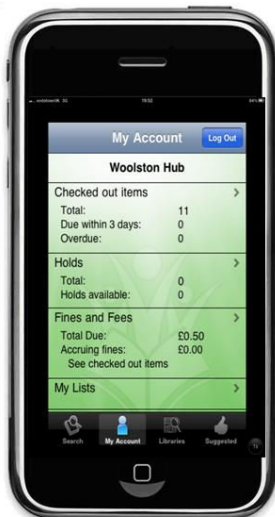 19:52
My Account Log Out
Woolston Hub
Checked out items
Total: 11
Due within 3 days: 0
Overdue: 0
Holds
Total: 0
Holds available: 0
Fines and Fees
Total Due: £0.50
Accruing fines: £0.00
See checked out items
My Lists
Search My Account Libraries Suggested